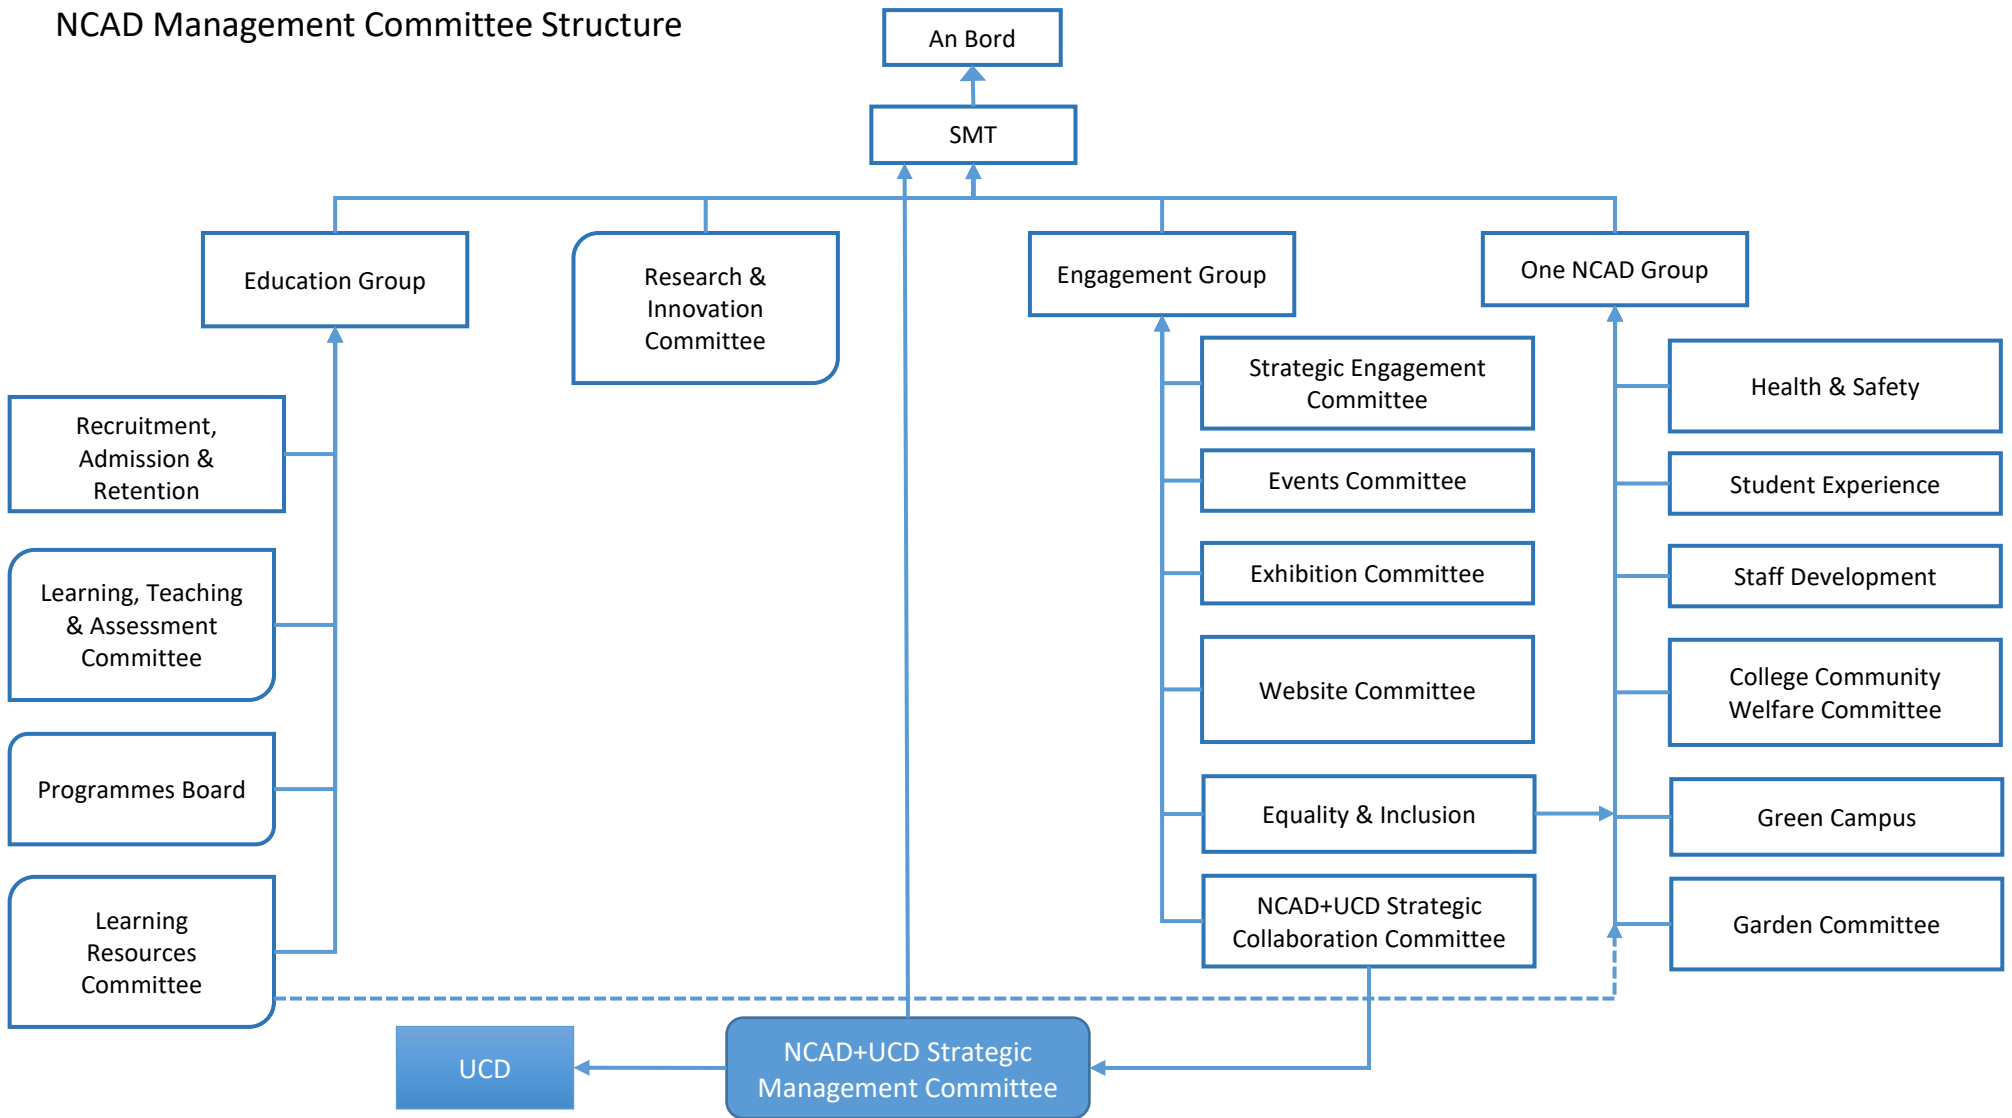 NCAD Management Committee Structure
An Bord
SMT
Education Group
Research &
Innovation
Committee
Engagement Group
One NCAD Group
Recruitment,
Admission &
Retention
Learning, Teaching
& Assessment
Committee
Programmes Board
Learning
Resources
Committee
Strategic Engagement
Committee
Events Committee
Exhibition Committee
Website Committee
Equality & Inclusion
NCAD+UCD Strategic
Collaboration Committee
Health & Safety
Student Experience
Staff Development
College Community
Welfare Committee
Green Campus
Garden Committee
UCD
NCAD+UCD Strategic
Management Committee